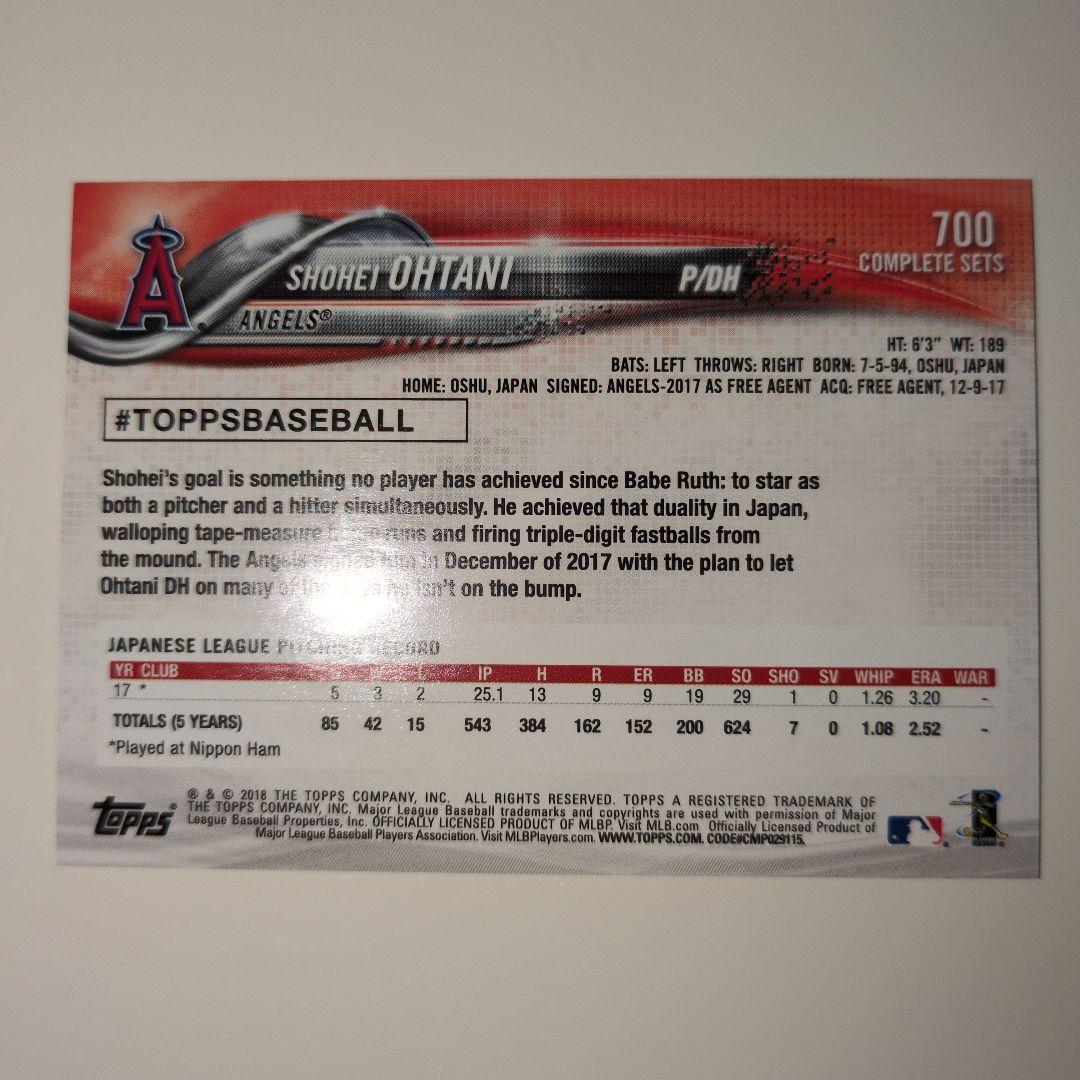 700
COMPLETE SETS
A
SHOHEI OHTANI P/DH
ANGELS®
HT: 6'3" WT: 189
BATS: LEFT THROWS: RIGHT BORN: 7-5-94, OSHU, JAPAN
HOME: OSHU, JAPAN SIGNED: ANGELS-2017 AS FREE AGENT ACQ: FREE AGENT, 12-9-17
#TOPPSBASEBALL
Shohei's goal is something no player has achieved since Babe Ruth: to star as
both a pitcher and a hitter simultaneously. He achieved that duality in Japan,
walloping tape-measure runs and firing triple-digit fastballs from
the mound. The Angels signed him in December of 2017 with the plan to let
Ohtani DH on many of the days he isn't on the bump.
JAPANESE LEAGUE PITCHING RECORD
YR CLUB IP H R ER BB SO SHO SV WHIP ERA WAR
17 * 5 3 2 25.1 13 9 9 19 29 1 0 1.26 3.20 -
TOTALS (5 YEARS) 85 42 15 543 384 162 152 200 624 7 0 1.08 2.52 -
*Played at Nippon Ham
Topps®
® & © 2018 THE TOPPS COMPANY, INC. ALL RIGHTS RESERVED. TOPPS A REGISTERED TRADEMARK OF
THE TOPPS COMPANY, INC. Major League Baseball trademarks and copyrights are used with permission of Major
League Baseball Properties, Inc. OFFICIALLY LICENSED PRODUCT OF MLBP. Visit MLB.com Officially Licensed Product of
Major League Baseball Players Association. Visit MLBPlayers.com. WWW.TOPPS.COM. CODE#CMP029115.